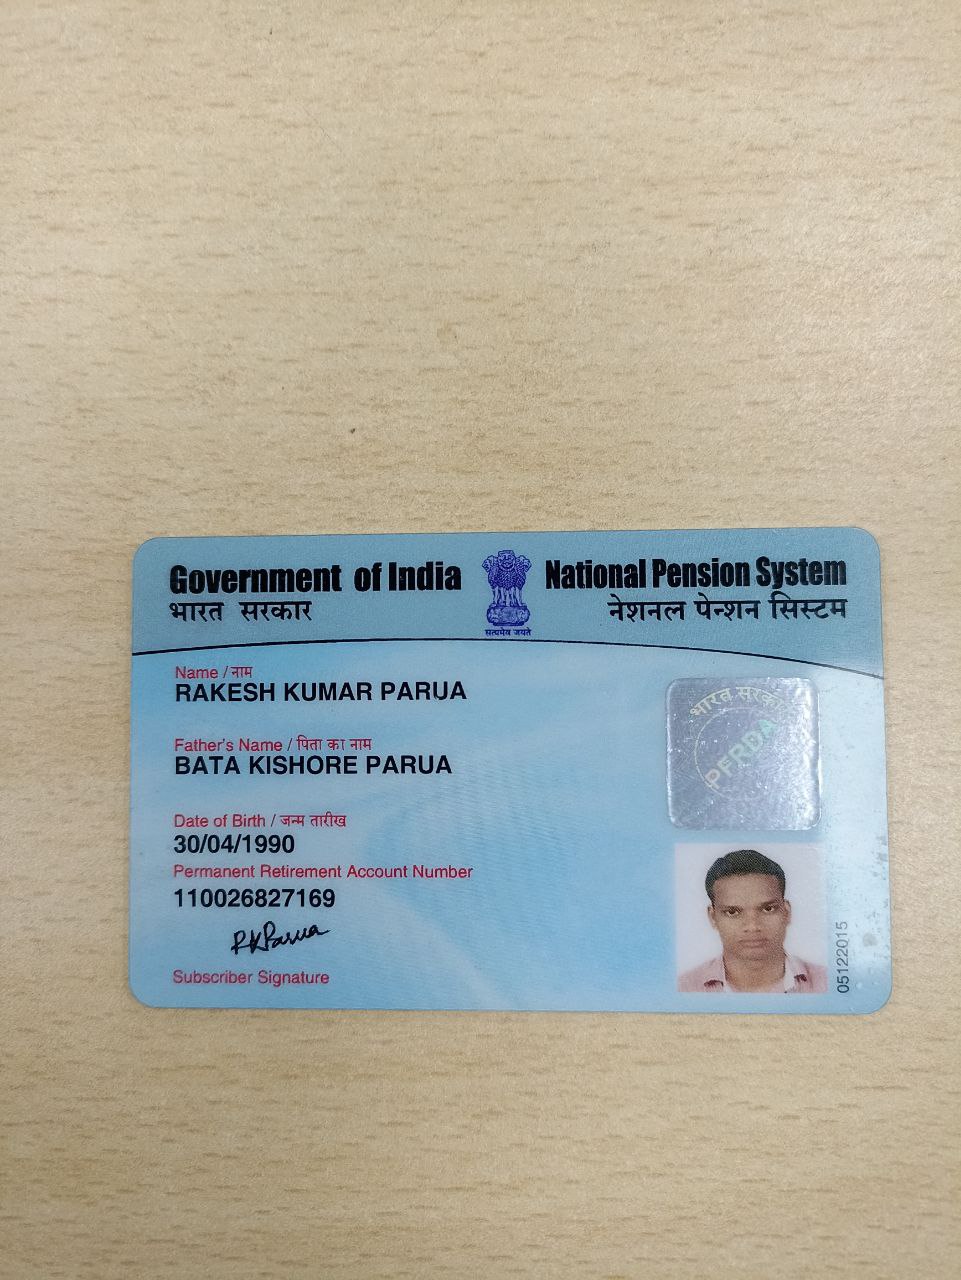 Government of India
भारत सरकार
सत्यमेव जयते
National Pension System
नेशनल पेन्शन सिस्टम
Name / नाम
RAKESH KUMAR PARUA
Father's Name / पिता का नाम
BATA KISHORE PARUA
Date of Birth / जन्म तारीख
30/04/1990
Permanent Retirement Account Number
110026827169
RKParua
Subscriber Signature
भारत सरकार
PFRDA
05122015